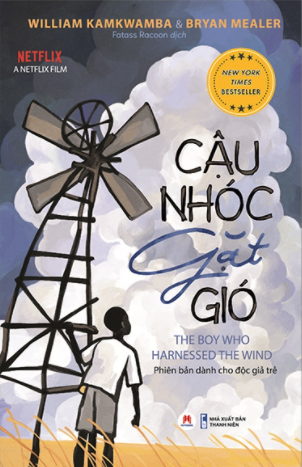 WILLIAM KAMKWAMBA & BRYAN MEALER
Fatass Racoon dịch
NETFLIX
A NETFLIX FILM
NEW YORK
TIMES
BESTSELLER
CẬU
NHÓC
Gặt
GIÓ
THE BOY WHO
HARNESSED THE WIND
Phiên bản dành cho độc giả trẻ
NHÀ XUẤT BẢN
THANH NIÊN